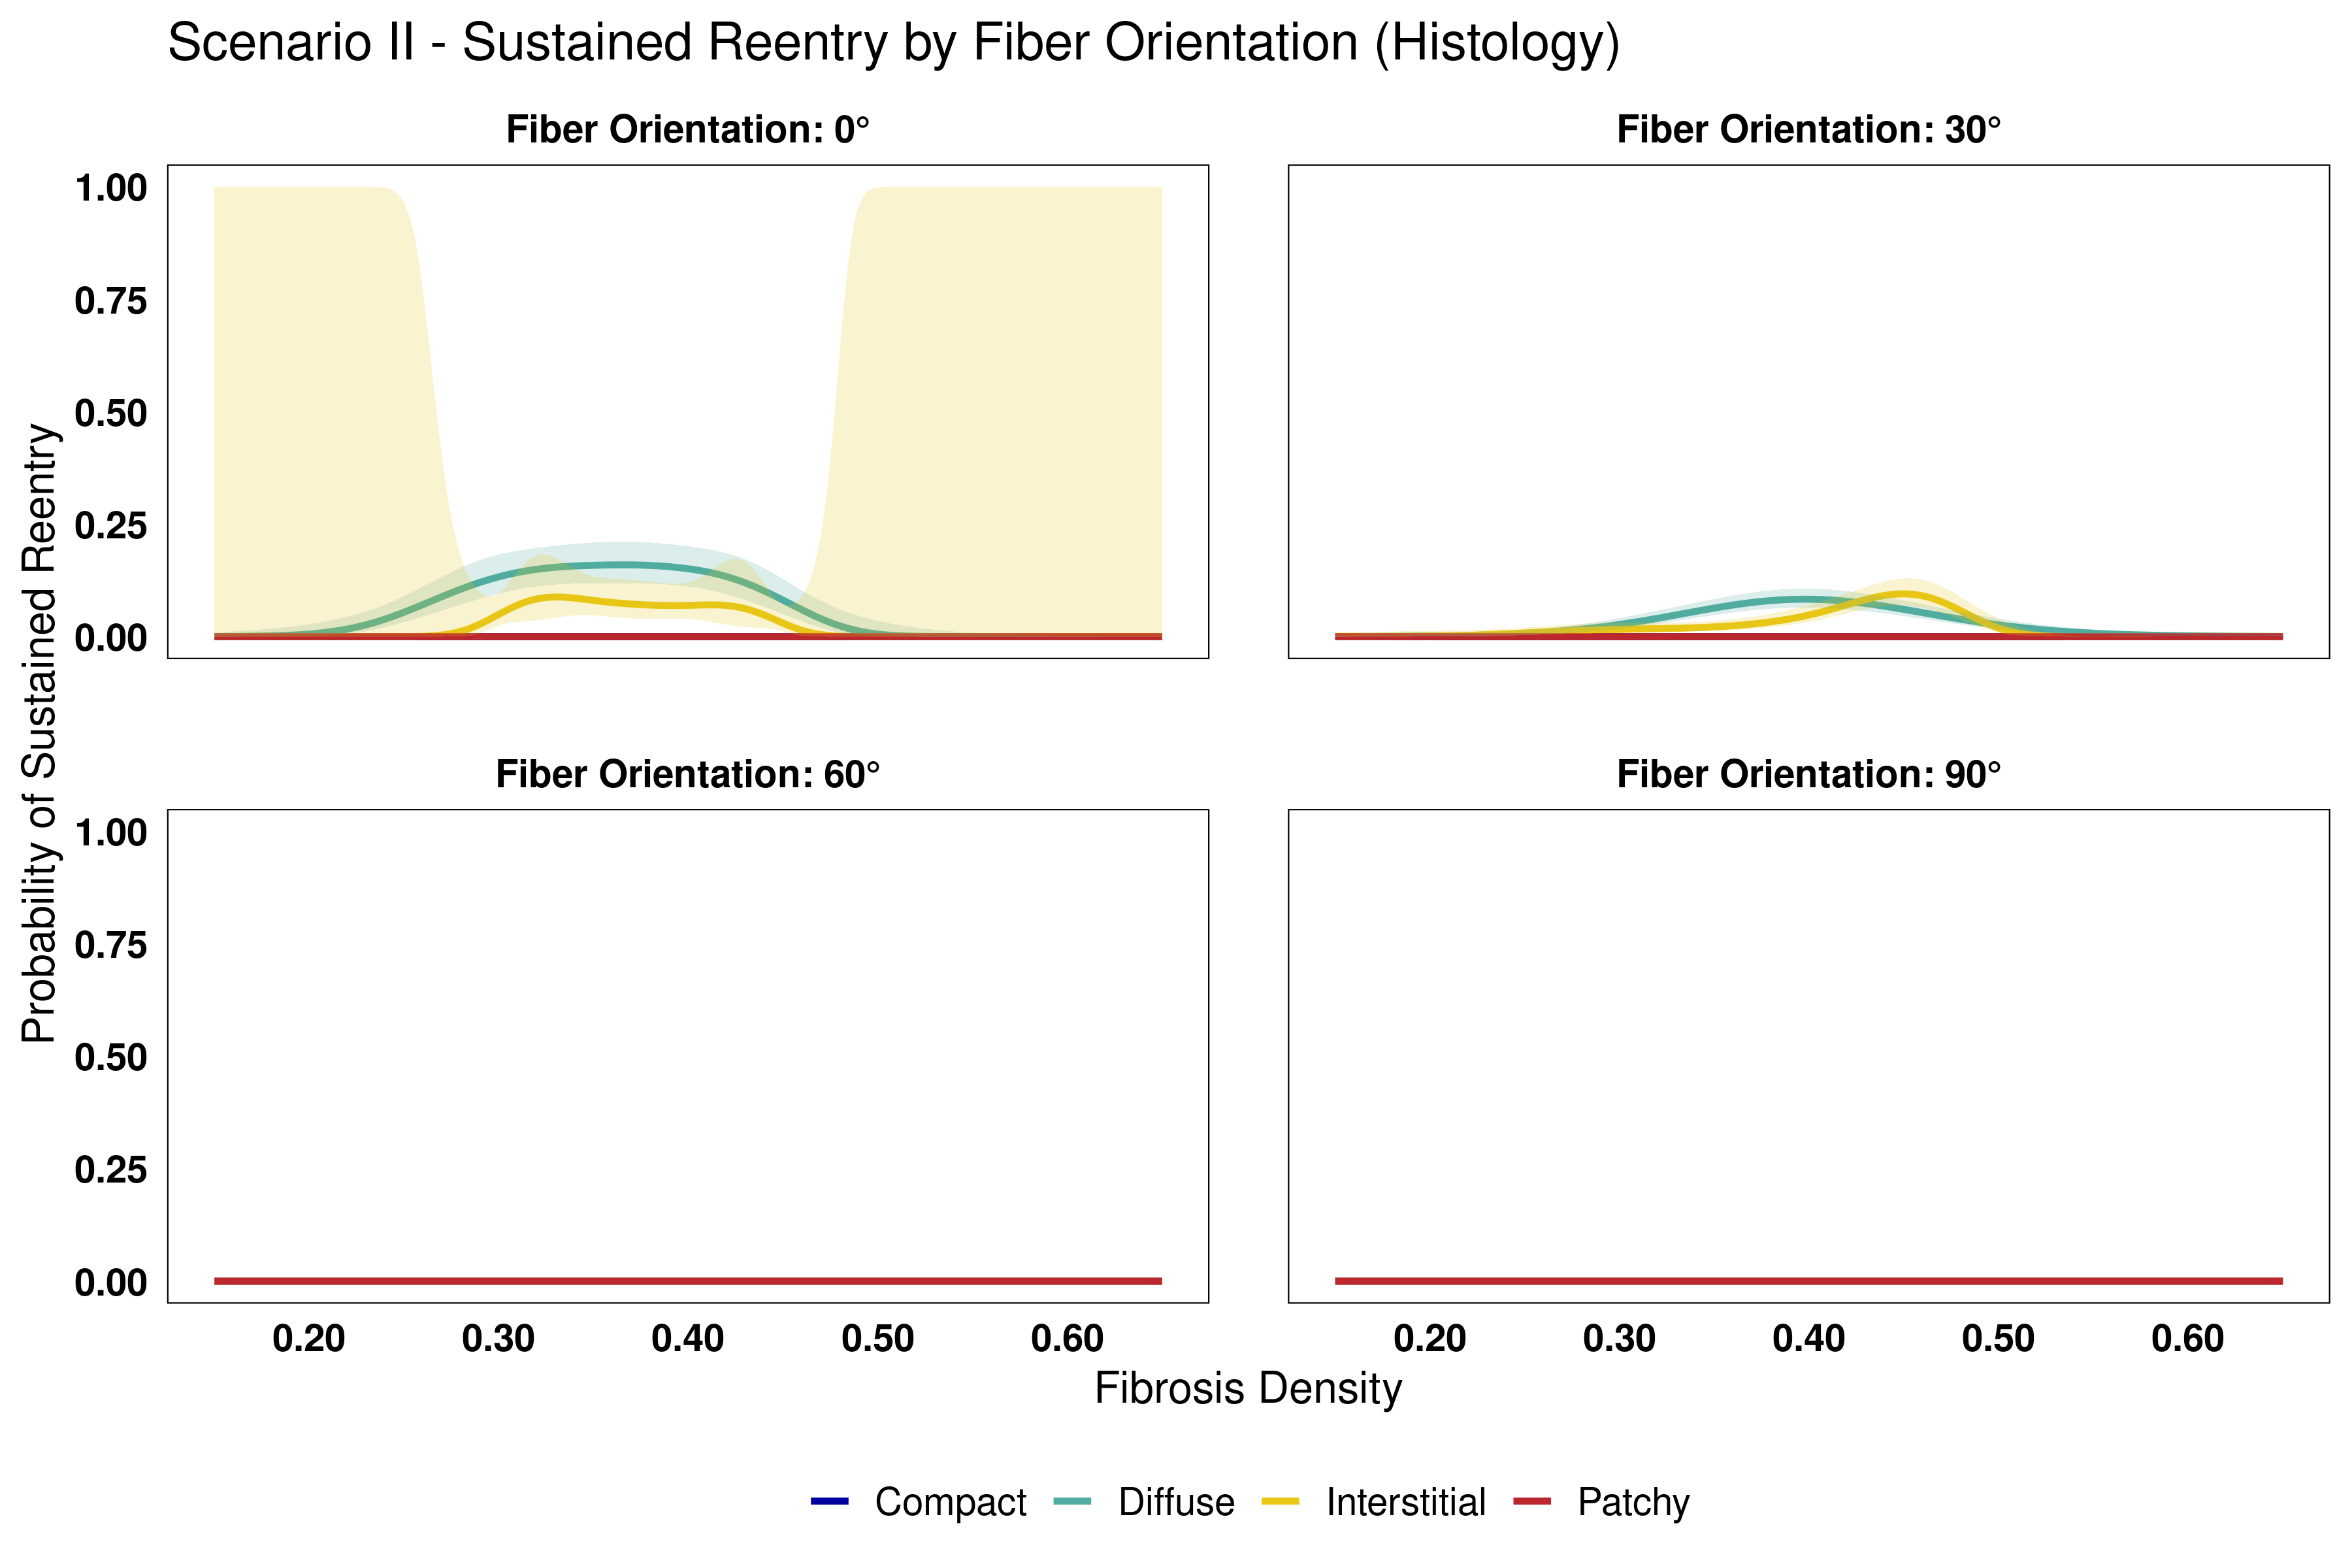 Scenario II - Sustained Reentry by Fiber Orientation (Histology)
Fiber Orientation: 0°
Fiber Orientation: 30°
1.00
0.75
0.50
0.25
0.00
Probability of Sustained Reentry
Fiber Orientation: 60°
Fiber Orientation: 90°
1.00
0.75
0.50
0.25
0.00
0.20 0.30 0.40 0.50 0.60
0.20 0.30 0.40 0.50 0.60
Fibrosis Density
Compact Diffuse Interstitial Patchy